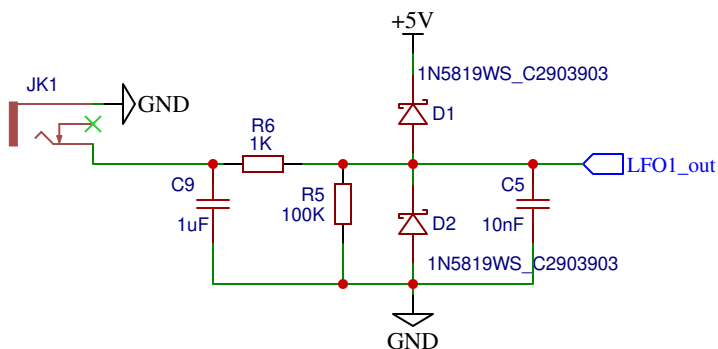 +5V
1N5819WS_C2903903
JK1
GND
D1
R6
1K
LFO1_out
C9
1uF
R5
100K
D2
C5
10nF
1N5819WS_C2903903
GND